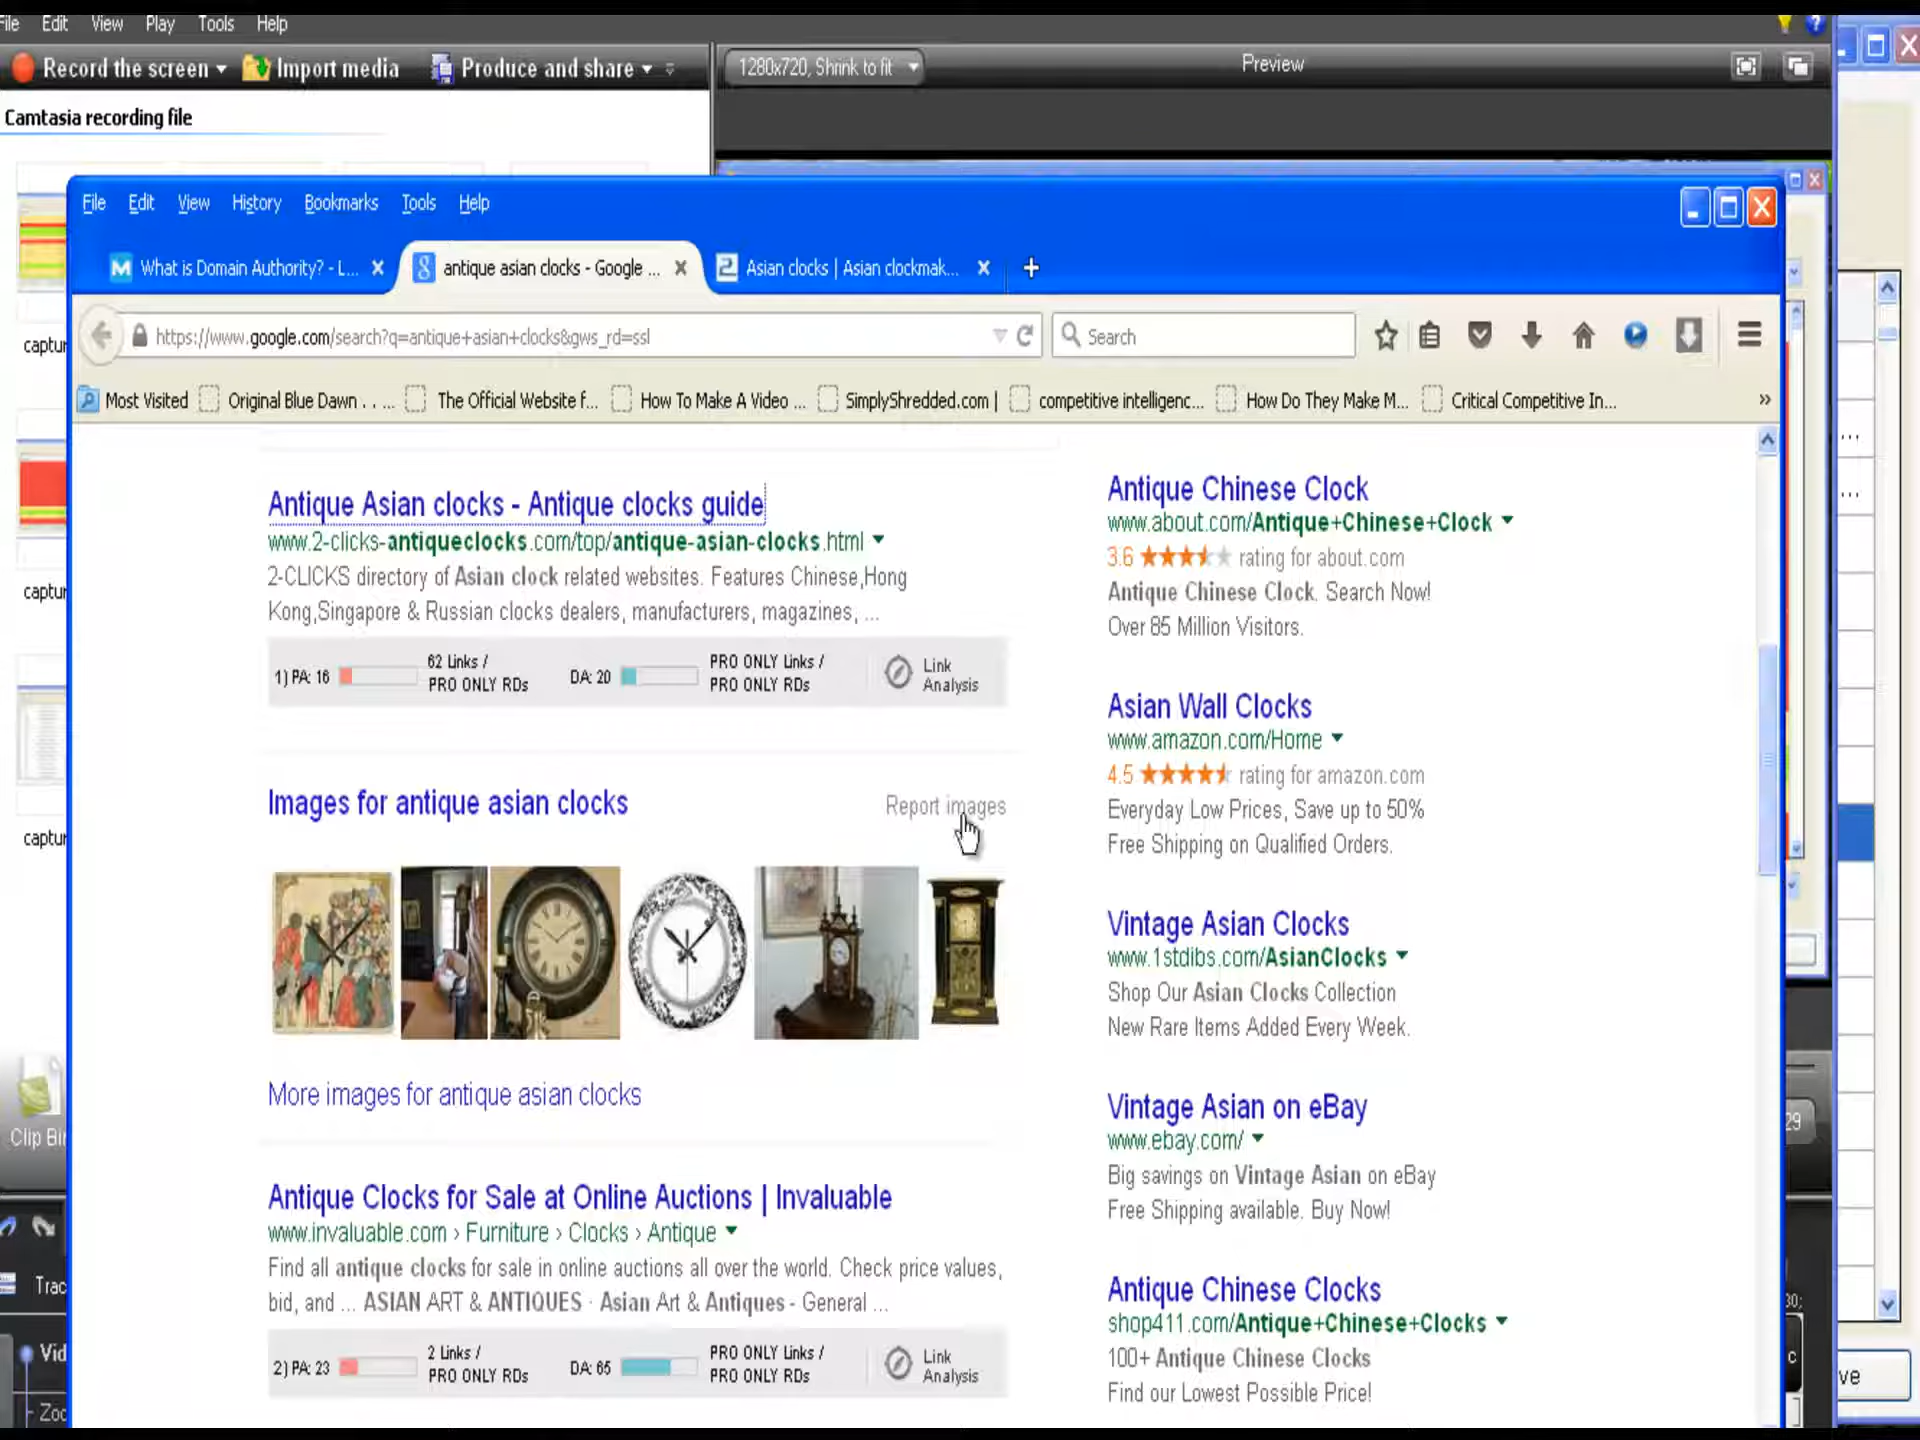 File Edit View Play Tools Help
Record the screen Import media Produce and share 1280x720, Shrink to fit Preview
Camtasia recording file
File Edit View History Bookmarks Tools Help
What is Domain Authority? - L... antique asian clocks - Google ... Asian clocks | Asian clockmak...
https://www.google.com/search?q=antique+asian+clocks&gws_rd=ssl Search
Most Visited Original Blue Dawn . . ... The Official Website f... How To Make A Video ... SimplyShredded.com | competitive intelligenc... How Do They Make M... Critical Competitive In... »
Antique Asian clocks - Antique clocks guide
www.2-clicks-antiqueclocks.com/top/antique-asian-clocks.html
2-CLICKS directory of Asian clock related websites. Features Chinese,Hong
Kong,Singapore & Russian clocks dealers, manufacturers, magazines, ...
1) PA: 16 62 Links / PRO ONLY RDs DA: 20 PRO ONLY Links / PRO ONLY RDs Link Analysis
Images for antique asian clocks Report images
More images for antique asian clocks
Antique Clocks for Sale at Online Auctions | Invaluable
www.invaluable.com › Furniture › Clocks › Antique
Find all antique clocks for sale in online auctions all over the world. Check price values,
bid, and ... ASIAN ART & ANTIQUES · Asian Art & Antiques - General ...
2) PA: 23 2 Links / PRO ONLY RDs DA: 65 PRO ONLY Links / PRO ONLY RDs Link Analysis
Antique Chinese Clock
www.about.com/Antique+Chinese+Clock
3.6 rating for about.com
Antique Chinese Clock. Search Now!
Over 85 Million Visitors.
Asian Wall Clocks
www.amazon.com/Home
4.5 rating for amazon.com
Everyday Low Prices, Save up to 50%
Free Shipping on Qualified Orders.
Vintage Asian Clocks
www.1stdibs.com/AsianClocks
Shop Our Asian Clocks Collection
New Rare Items Added Every Week.
Vintage Asian on eBay
www.ebay.com/
Big savings on Vintage Asian on eBay
Free Shipping available. Buy Now!
Antique Chinese Clocks
shop411.com/Antique+Chinese+Clocks
100+ Antique Chinese Clocks
Find our Lowest Possible Price!
captur
captur
captur
Clip Bin
Trac
Vid
Zoo
29
30;
ve